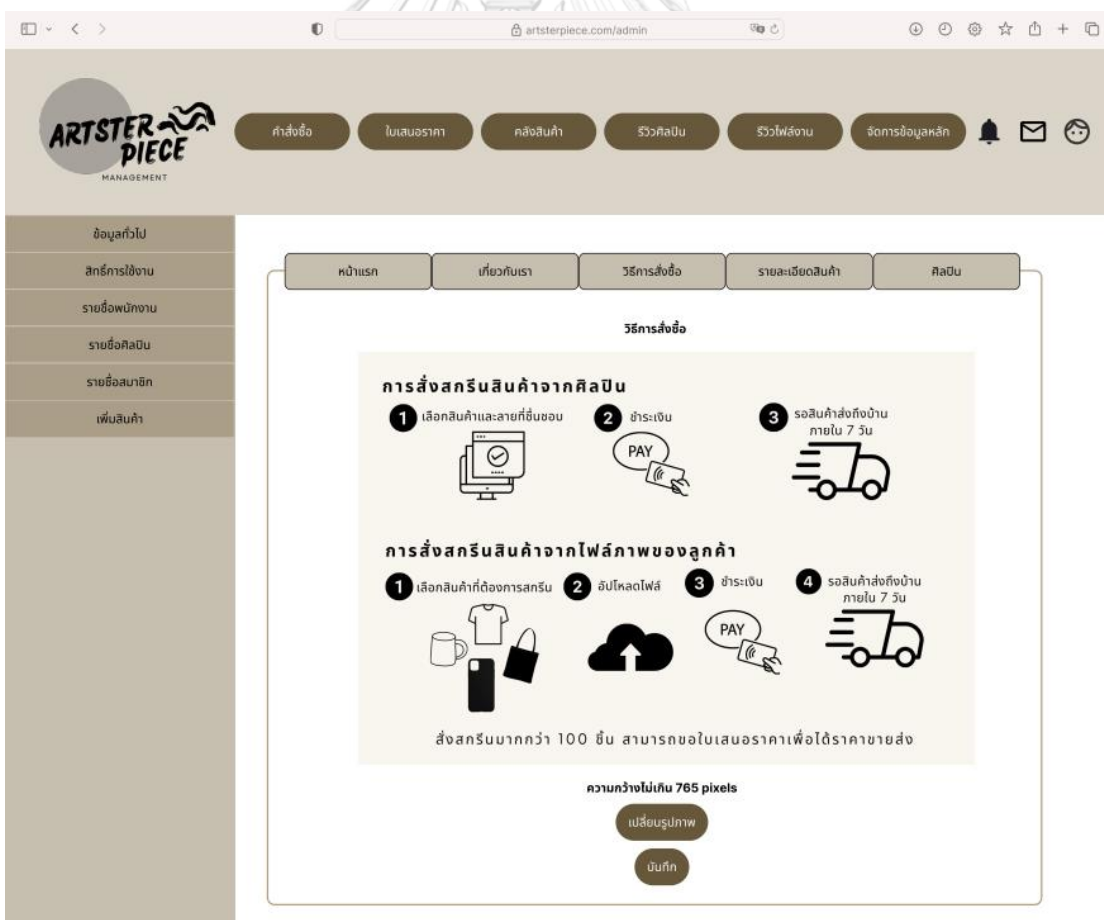 artsterpiece.com/admin
ARTSTER
PIECE
MANAGEMENT
คำสั่งซื้อ
ใบเสนอราคา
คลังสินค้า
รีวิวศิลปิน
รีวิวไฟล์งาน
จัดการข้อมูลหลัก
ข้อมูลทั่วไป
สิทธิ์การใช้งาน
รายชื่อพนักงาน
รายชื่อศิลปิน
รายชื่อสมาชิก
เพิ่มสินค้า
หน้าแรก
เกี่ยวกับเรา
วิธีการสั่งซื้อ
รายละเอียดสินค้า
ศิลปิน
วิธีการสั่งซื้อ
การสั่งสกรีนสินค้าจากศิลปิน
1 เลือกสินค้าและลายที่ชื่นชอบ
2 ชำระเงิน
PAY
3 รอสินค้าส่งถึงบ้าน
ภายใน 7 วัน
การสั่งสกรีนสินค้าจากไฟล์ภาพของลูกค้า
1 เลือกสินค้าที่ต้องการสกรีน
2 อัปโหลดไฟล์
3 ชำระเงิน
PAY
4 รอสินค้าส่งถึงบ้าน
ภายใน 7 วัน
สั่งสกรีนมากกว่า 100 ชิ้น สามารถขอใบเสนอราคาเพื่อได้ราคาขายส่ง
ความกว้างไม่เกิน 765 pixels
เปลี่ยนรูปภาพ
บันทึก